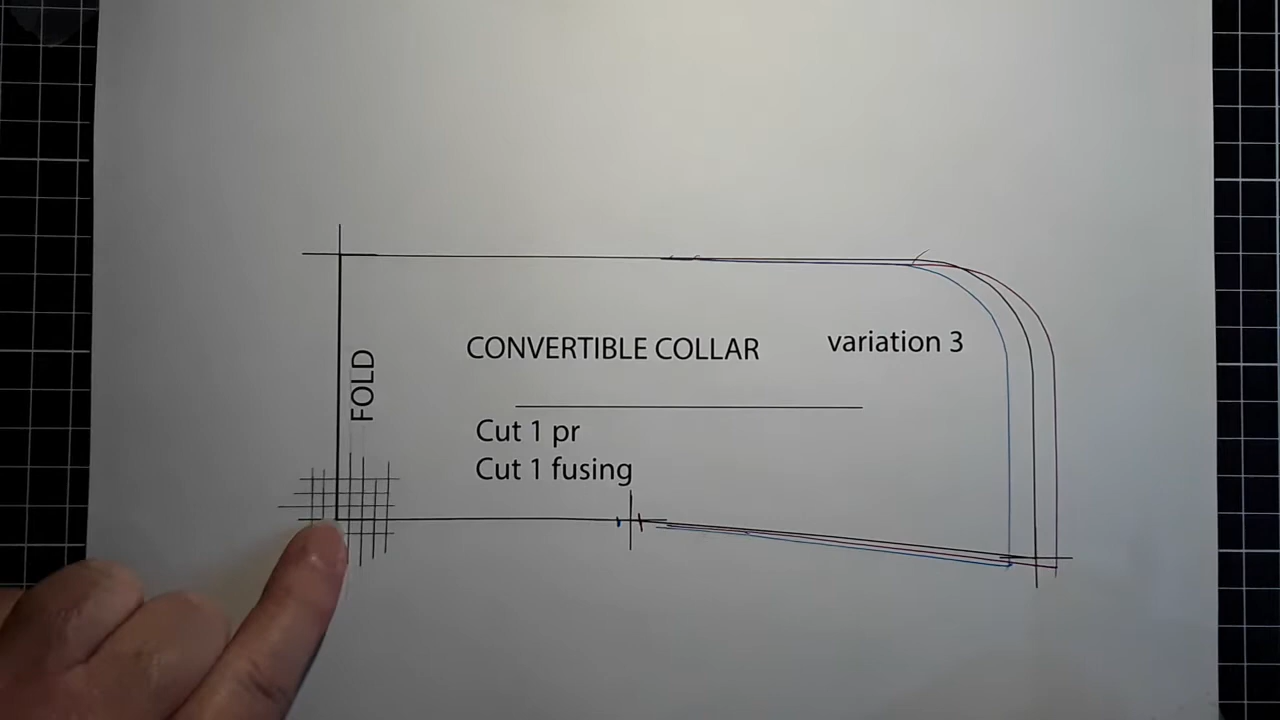 CONVERTIBLE COLLAR
variation 3
FOLD
Cut 1 pr
Cut 1 fusing